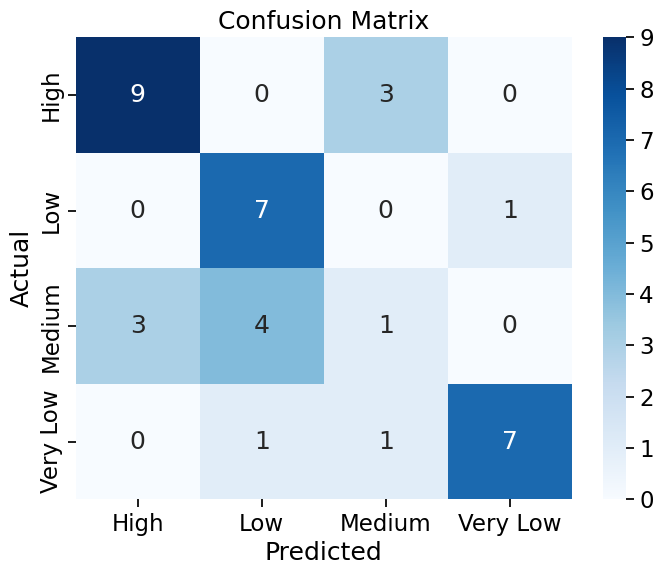 Confusion Matrix
High
9 0 3 0
Low
0 7 0 1
Medium
3 4 1 0
Very Low
0 1 1 7
High Low Medium Very Low
Predicted
Actual
9
8
7
6
5
4
3
2
1
0